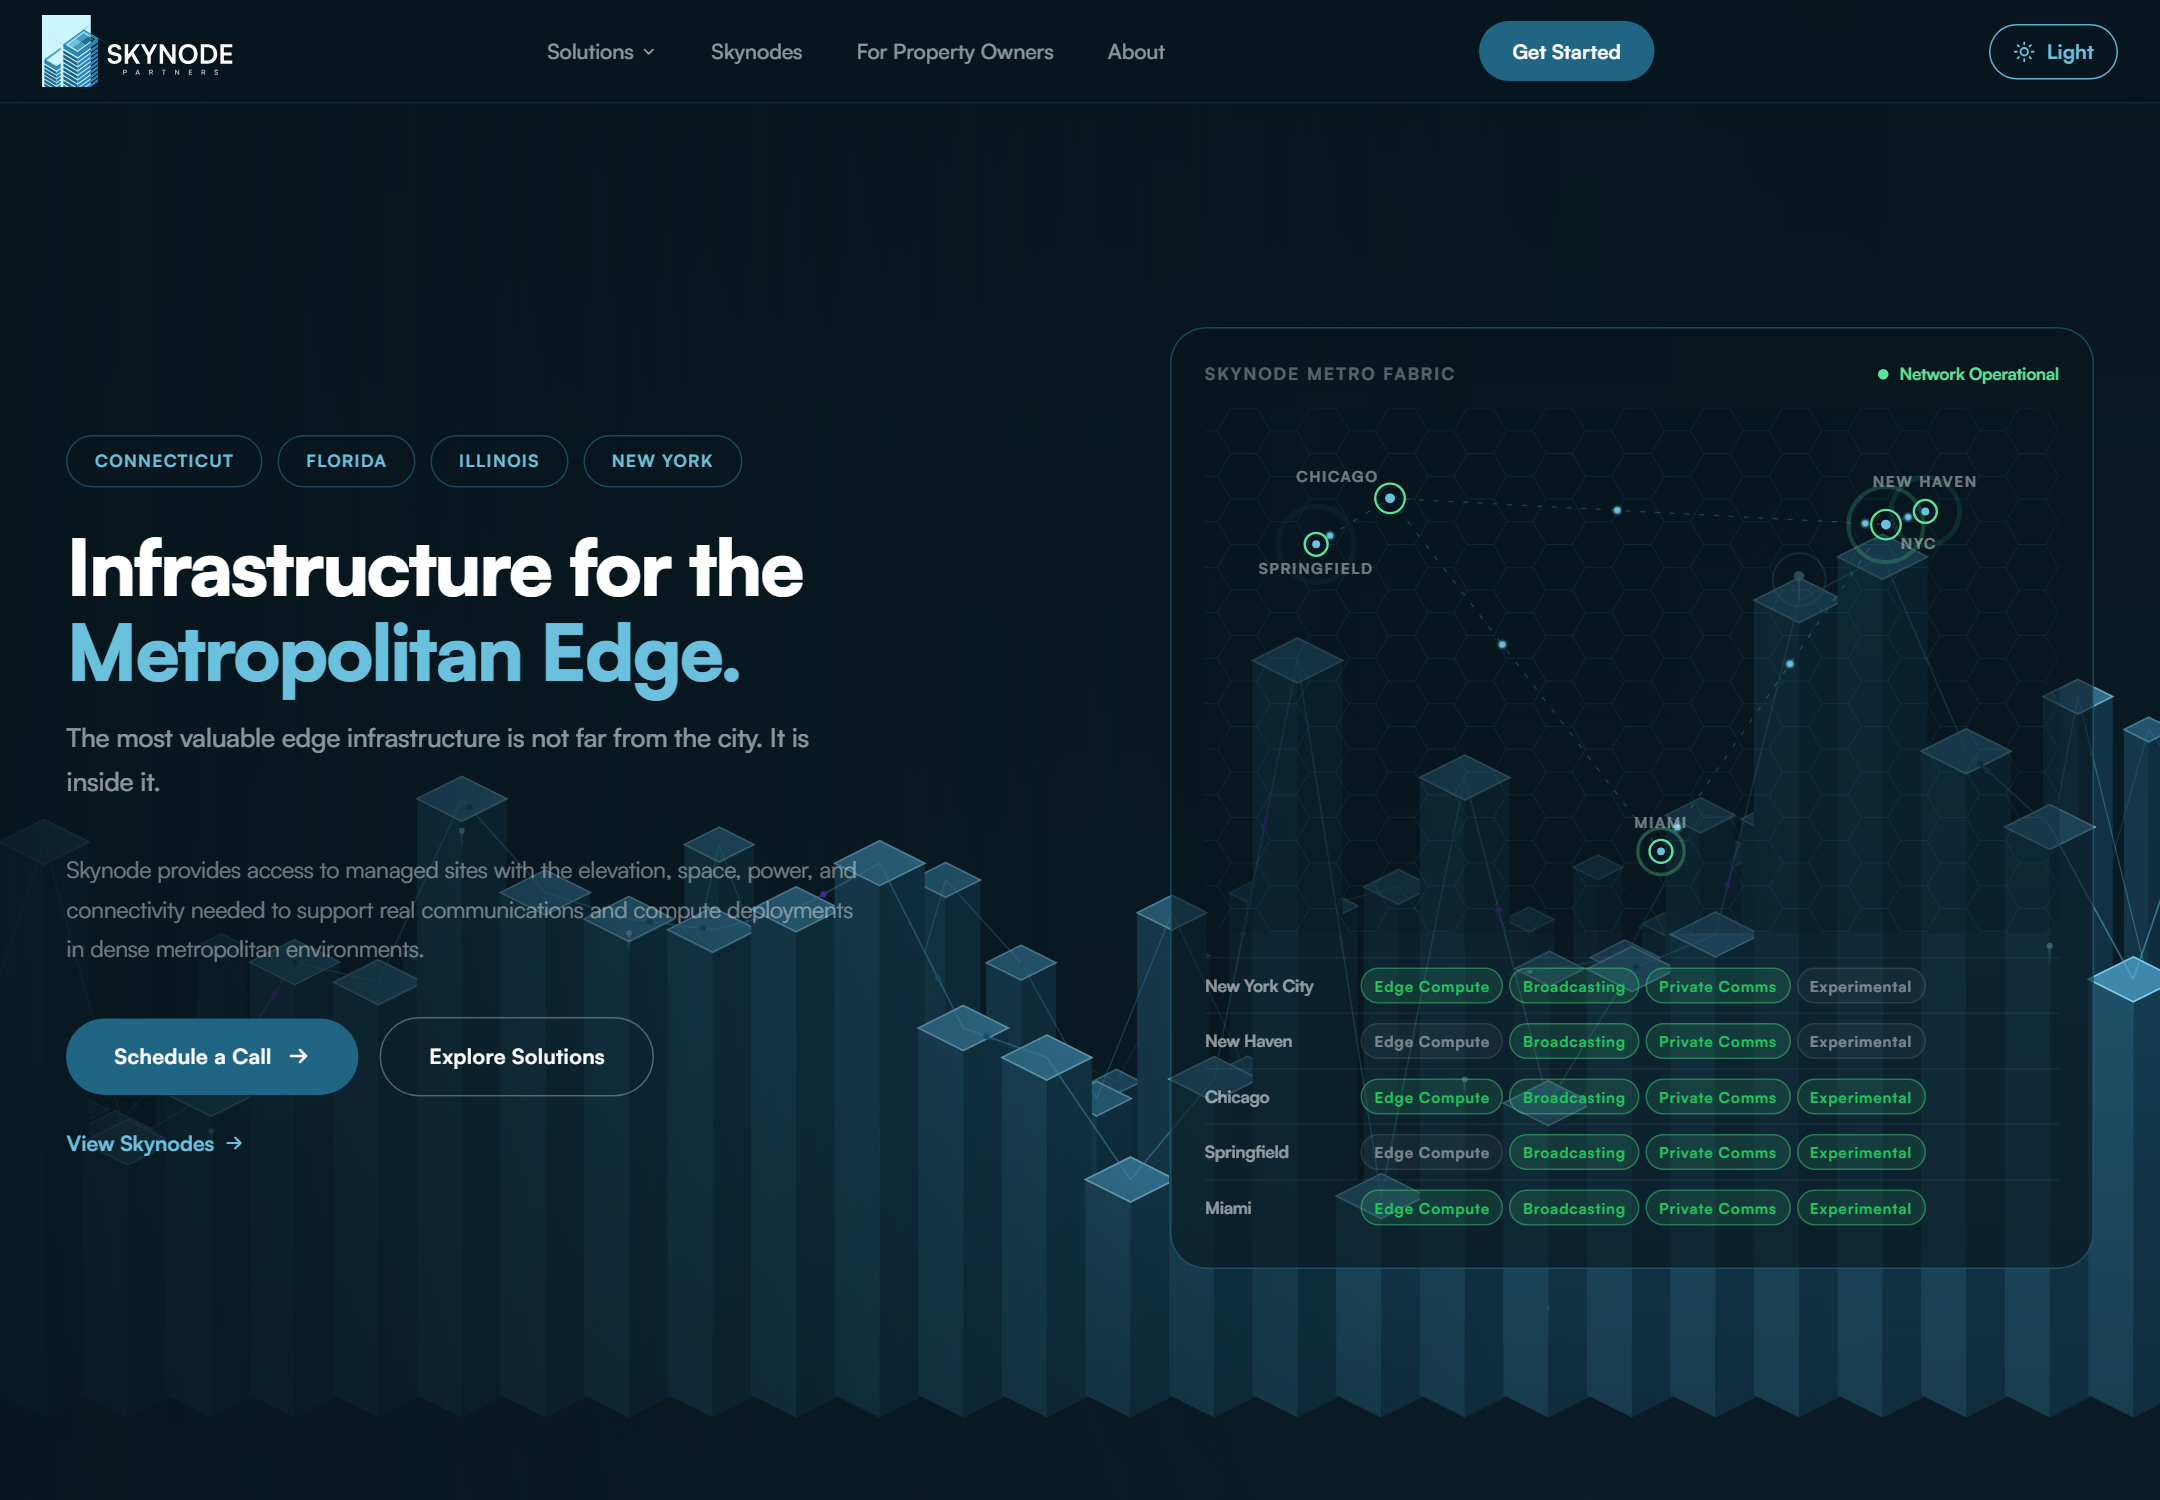 SKYNODE
PARTNERS
Solutions
Skynodes
For Property Owners
About
Get Started
Light
CONNECTICUT
FLORIDA
ILLINOIS
NEW YORK
Infrastructure for the
Metropolitan Edge.
The most valuable edge infrastructure is not far from the city. It is
inside it.
Skynode provides access to managed sites with the elevation, space, power, and
connectivity needed to support real communications and compute deployments
in dense metropolitan environments.
Schedule a Call
Explore Solutions
View Skynodes
SKYNODE METRO FABRIC
Network Operational
CHICAGO
SPRINGFIELD
NEW HAVEN
NYC
MIAMI
New York City Edge Compute Broadcasting Private Comms Experimental
New Haven Edge Compute Broadcasting Private Comms Experimental
Chicago Edge Compute Broadcasting Private Comms Experimental
Springfield Edge Compute Broadcasting Private Comms Experimental
Miami Edge Compute Broadcasting Private Comms Experimental